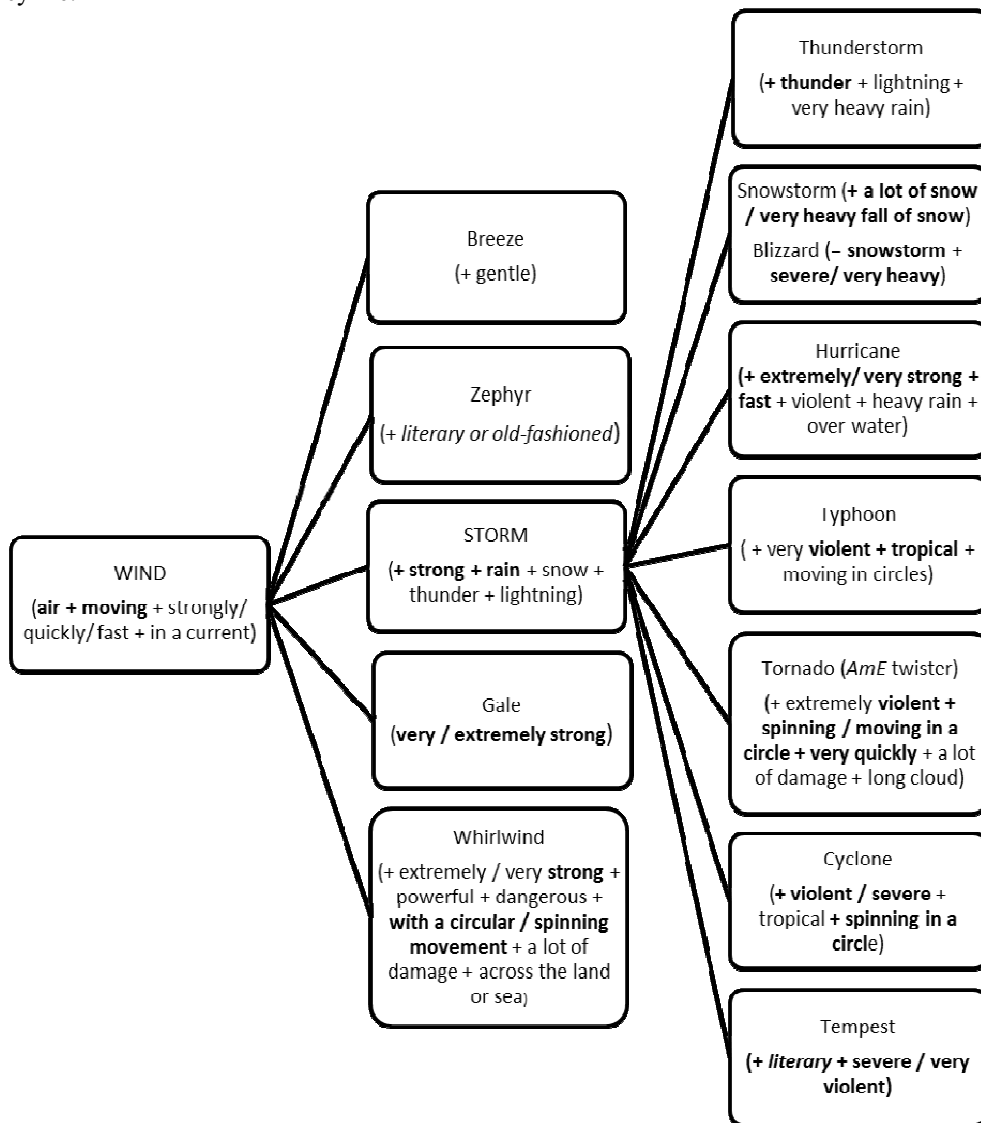 WIND
(air + moving + strongly/
quickly/fast + in a current)
Breeze
(+ gentle)
Zephyr
(+ literary or old-fashioned)
STORM
(+ strong + rain + snow +
thunder + lightning)
Gale
(very / extremely strong)
Whirlwind
(+ extremely / very strong +
powerful + dangerous +
with a circular / spinning
movement + a lot of
damage + across the land
or sea)
Thunderstorm
(+ thunder + lightning +
very heavy rain)
Snowstorm (+ a lot of snow
/ very heavy fall of snow)
Blizzard (– snowstorm +
severe/ very heavy)
Hurricane
(+ extremely/ very strong +
fast + violent + heavy rain +
over water)
Typhoon
( + very violent + tropical +
moving in circles)
Tornado (AmE twister)
(+ extremely violent +
spinning / moving in a
circle + very quickly + a lot
of damage + long cloud)
Cyclone
(+ violent / severe +
tropical + spinning in a
circle)
Tempest
(+ literary + severe / very
violent)